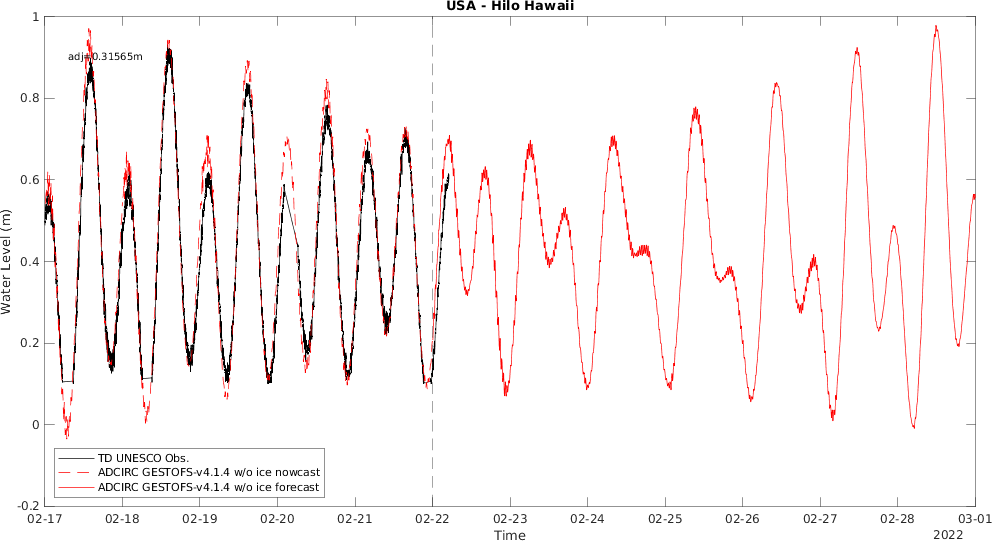 USA - Hilo Hawaii
1
adj=0.31565m
0.8
0.6
Water Level (m)
0.4
0.2
0
TD UNESCO Obs.
ADCIRC GESTOFS-v4.1.4 w/o ice nowcast
ADCIRC GESTOFS-v4.1.4 w/o ice forecast
-0.2
02-17 02-18 02-19 02-20 02-21 02-22 02-23 02-24 02-25 02-26 02-27 02-28 03-01
Time
2022